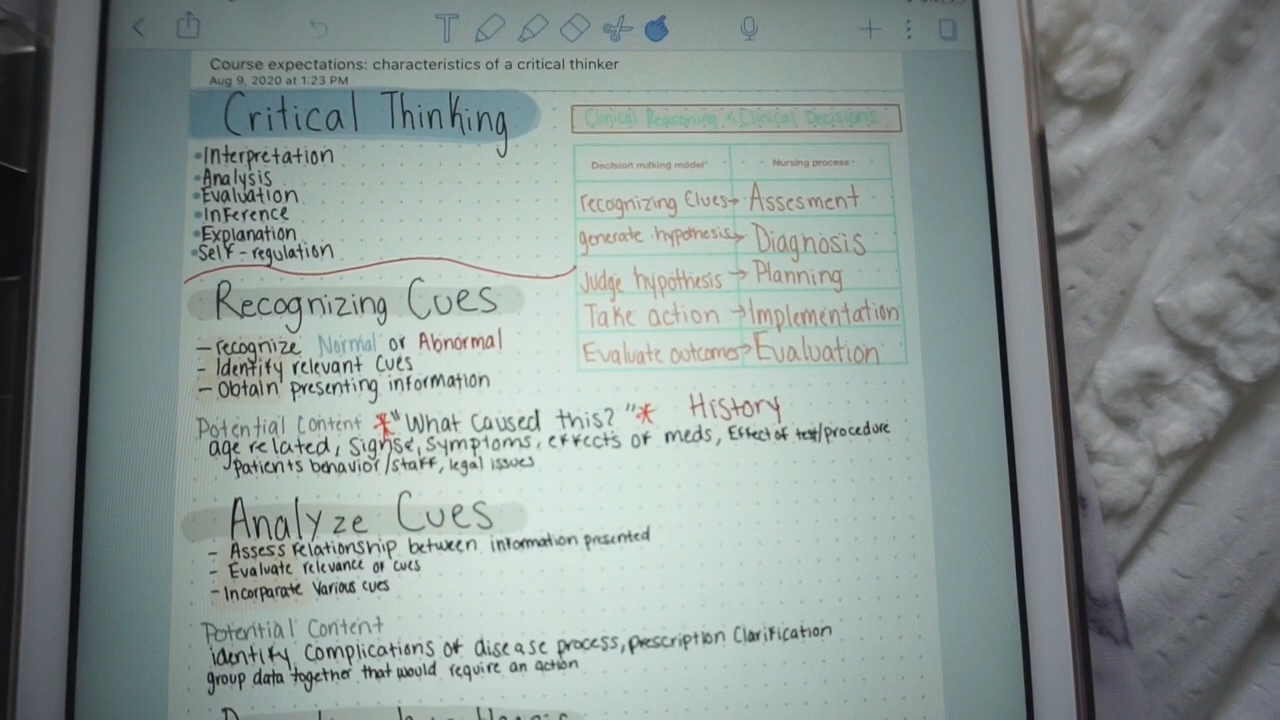 Course expectations: characteristics of a critical thinker
Aug 9, 2020 at 1:23 PM
Critical Thinking
•Interpretation
•Analysis
•Evaluation
•Inference
•Explanation
•Self-regulation
Clinical Reasoning & Clinical Decisions
Decision making model Nursing process
recognizing Clues→ Assesment
generate hypothesis→ Diagnosis
Judge hypothesis → Planning
Take action → Implementation
Evaluate outcomes→ Evaluation
Recognizing Cues
- recognize Normal or Abnormal
- Identify relevant Cues
- Obtain presenting information
Potential Content *"What Caused this?"* History
age related, Signs&, Symptoms, effects of meds, Effect of test/procedure
Patients behavior/staff, legal issues
Analyze Cues
- Assess relationship between information presented
- Evaluate relevance of cues
- Incorparate Various cues
Potential Content
identify complications of disease process, prescription Clarification
group data together that would require an action